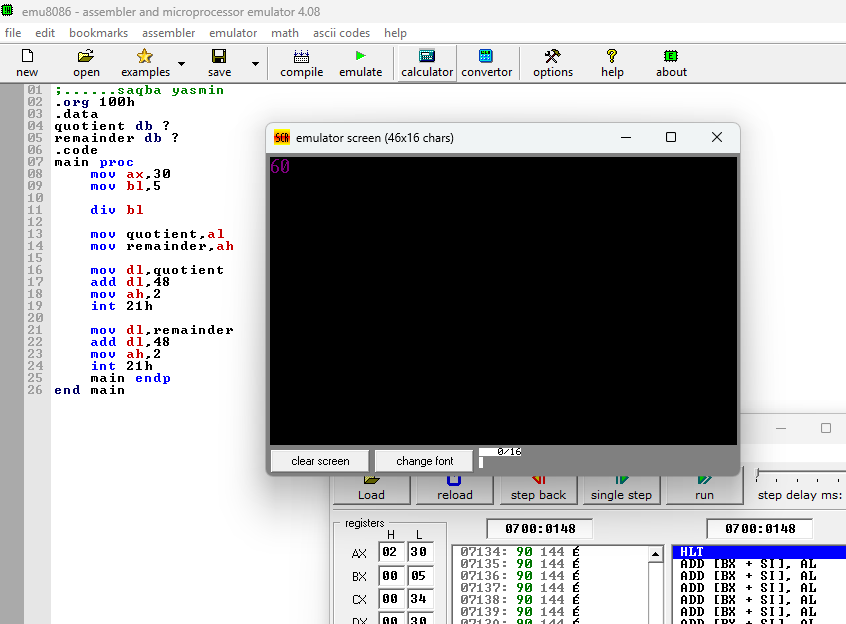 emu8086 - assembler and microprocessor emulator 4.08
file edit bookmarks assembler emulator math ascii codes help
new open examples save compile emulate calculator convertor options help about
01 ;......saqba yasmin
02 .org 100h
03 .data
04 quotient db ?
05 remainder db ?
06 .code
07 main proc
08 mov ax,30
09 mov bl,5
10
11 div bl
12
13 mov quotient,al
14 mov remainder,ah
15
16 mov dl,quotient
17 add dl,48
18 mov ah,2
19 int 21h
20
21 mov dl,remainder
22 add dl,48
23 mov ah,2
24 int 21h
25 main endp
26 end main
SCR emulator screen (46x16 chars)
60
clear screen change font 0/16
Load reload step back single step run step delay ms:
registers
H L
0700:0148 0700:0148
AX 02 30
BX 00 05
CX 00 34
DX 00 30
07134: 90 144 É
07135: 90 144 É
07136: 90 144 É
07137: 90 144 É
07138: 90 144 É
07139: 90 144 É
HLT
ADD [BX + SI], AL
ADD [BX + SI], AL
ADD [BX + SI], AL
ADD [BX + SI], AL
ADD [BX + SI], AL
ADD [BX + SI], AL